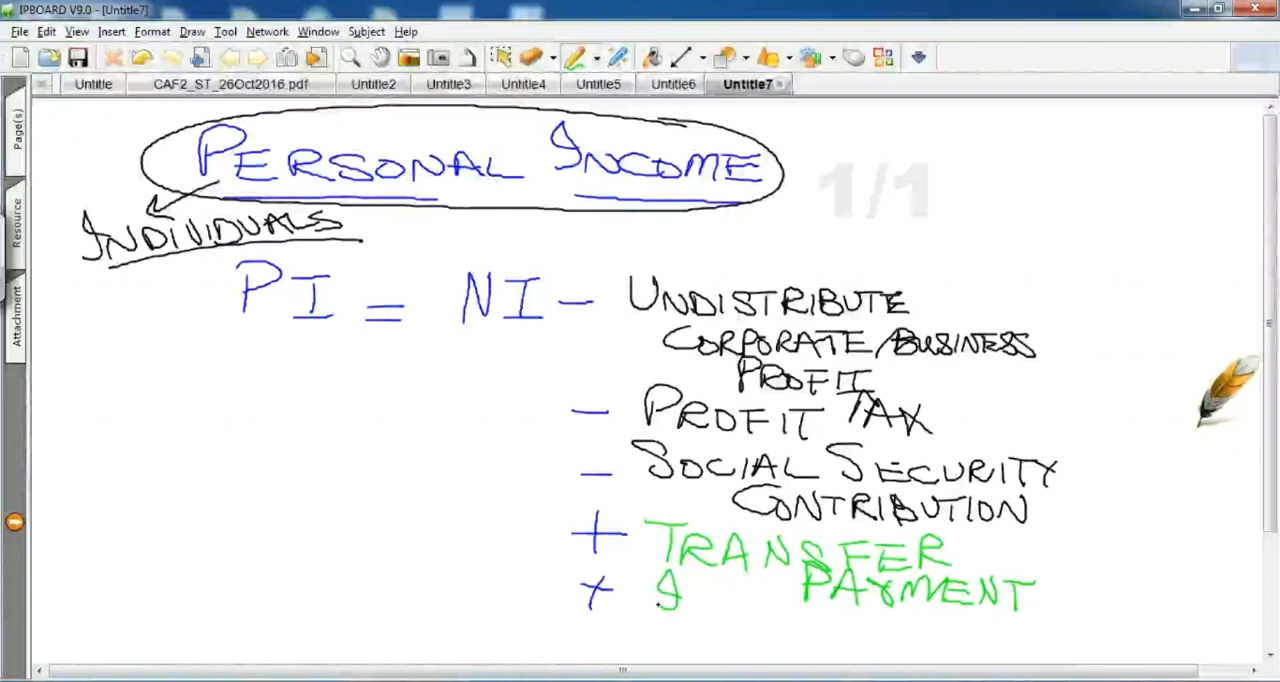 IPBOARD V9.0 - [Untitle7]
File Edit View Insert Format Draw Tool Network Window Subject Help
Untitle CAF2_ST_26Oct2016.pdf Untitle2 Untitle3 Untitle4 Untitle5 Untitle6 Untitle7
Page(s)
Resource
Attachment
PERSONAL INCOME
1/1
INDIVIDUALS
PI = NI - UNDISTRIBUTE
CORPORATE/BUSINESS
PROFIT
- PROFIT TAX
- SOCIAL SECURITY
CONTRIBUTION
+ TRANSFER
PAYMENT
+ I